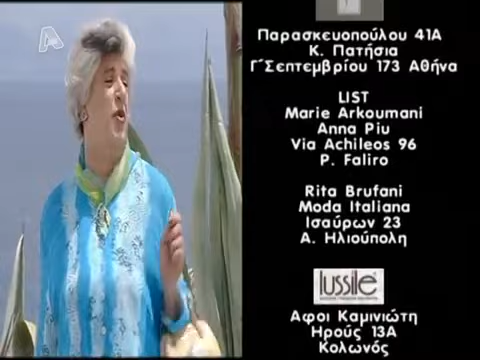 Παρασκευοπούλου 41Α
Κ. Πατήσια
Γ΄Σεπτεμβρίου 173 Αθήνα
LIST
Marie Arkoumani
Anna Piu
Via Achileos 96
P. Faliro
Rita Brufani
Moda Italiana
Ισαύρων 23
Α. Ηλιούπολη
lussile
Αφοι Καμινιώτη
Ηρούς 13Α
Κολωνός